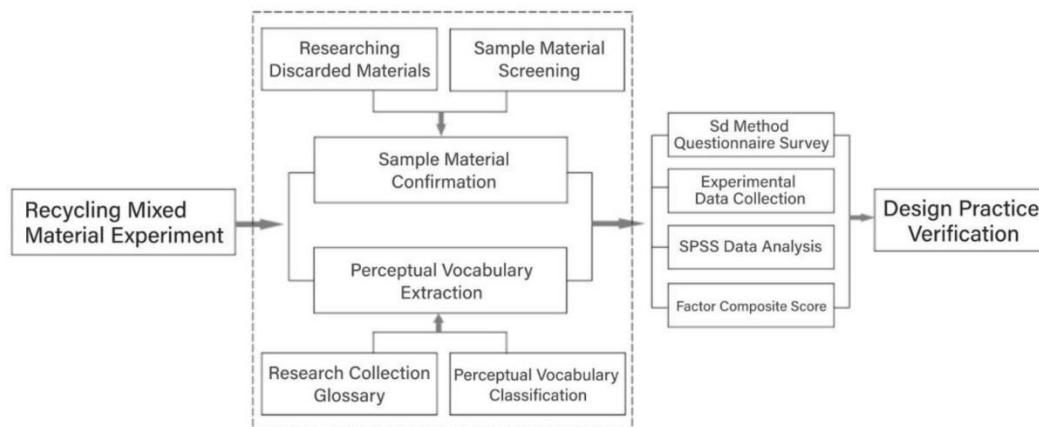 Researching
Discarded Materials
Sample Material
Screening
Sample Material
Confirmation
Recycling Mixed
Material Experiment
Perceptual Vocabulary
Extraction
Research Collection
Glossary
Perceptual Vocabulary
Classification
Sd Method
Questionnaire Survey
Experimental
Data Collection
SPSS Data Analysis
Factor Composite Score
Design Practice
Verification